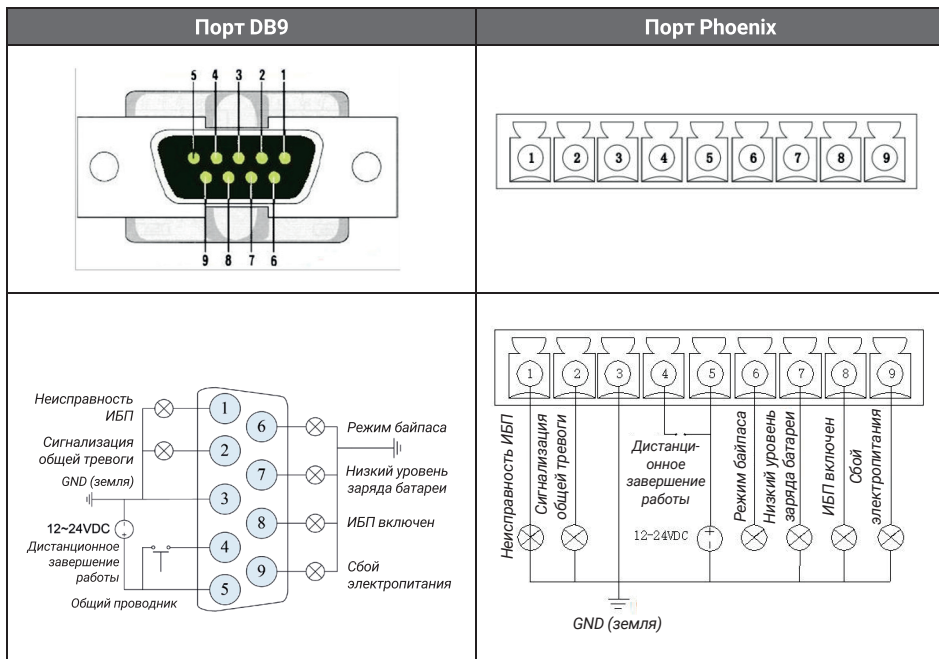 Порт DB9
Порт Phoenix
5 4 3 2 1
9 8 7 6
1 2 3 4 5 6 7 8 9
Неисправность
ИБП
Сигнализация
общей тревоги
GND (земля)
12~24VDC
Дистанционное
завершение
работы
Общий проводник
1
2
3
4
5
6
7
8
9
Режим байпаса
Низкий уровень
заряда батареи
ИБП включен
Сбой
электропитания
1 2 3 4 5 6 7 8 9
Неисправность ИБП
Сигнализация
общей тревоги
Дистанци-
онное
завершение
работы
12-24VDC
Режим байпаса
Низкий уровень
заряда батареи
ИБП включен
Сбой
электропитания
GND (земля)